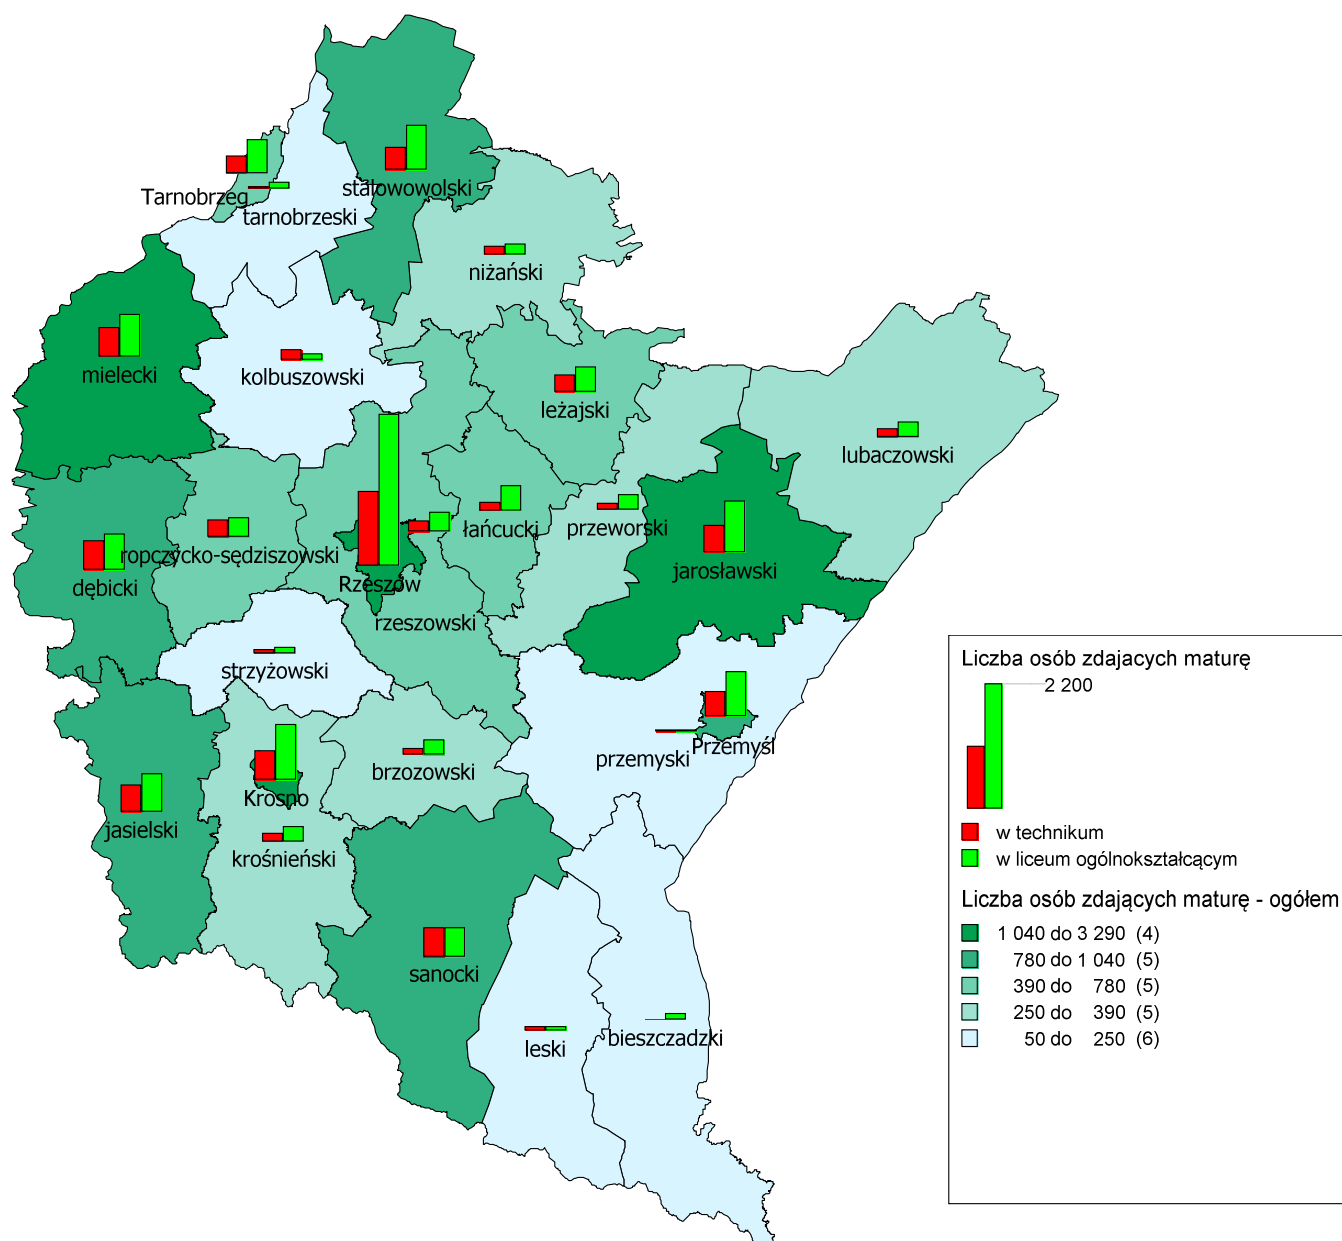 Tarnobrzeg
tarnobrzeski
stalowowolski
niżański
mielecki
kolbuszowski
leżajski
lubaczowski
ropczycko-sędziszowski
łańcucki
przeworski
dębicki
Rzeszów
jarosławski
rzeszowski
strzyżowski
przemyski
Przemyśl
brzozowski
Krosno
jasielski
krośnieński
sanocki
leski
bieszczadzki
Liczba osób zdajacych maturę
2 200
w technikum
w liceum ogólnokształcącym
Liczba osób zdających maturę - ogółem
1 040 do 3 290 (4)
780 do 1 040 (5)
390 do 780 (5)
250 do 390 (5)
50 do 250 (6)